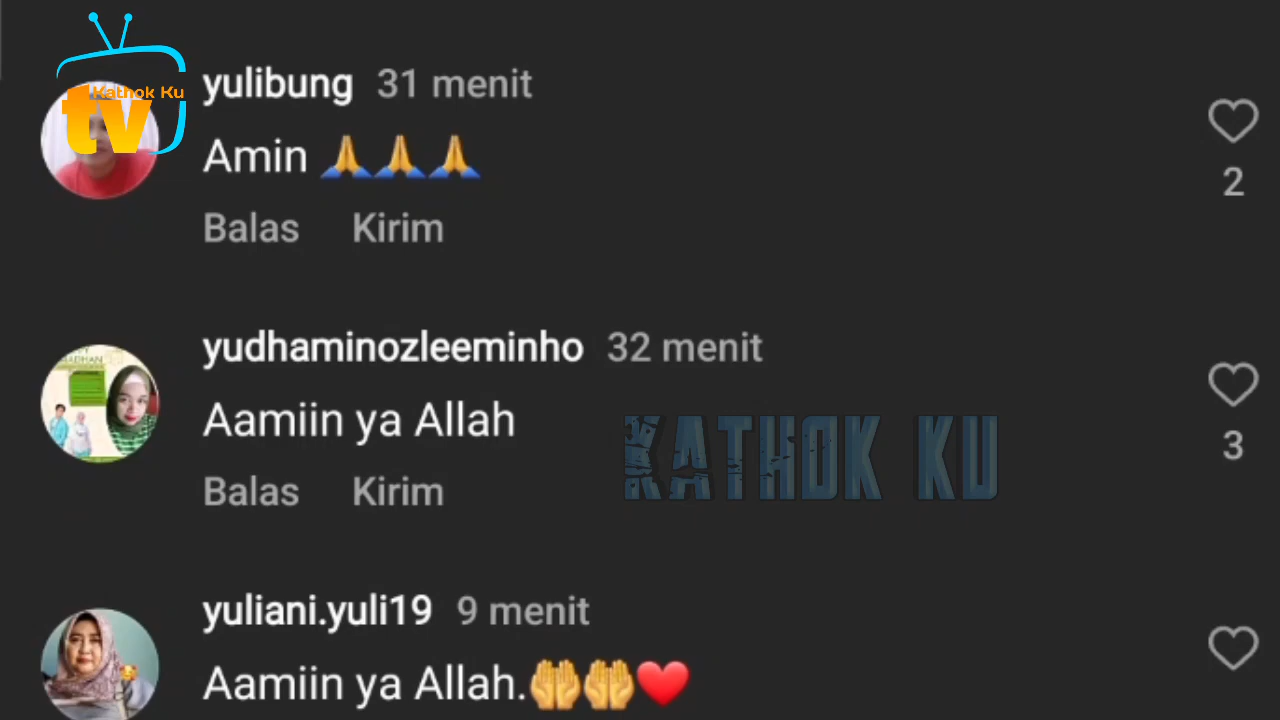 Kathok Ku
tv
yulibung 31 menit
Amin 🙏🙏🙏
2
Balas Kirim
yudhaminozleeminho 32 menit
Aamiin ya Allah
3
Balas Kirim
KATHOK KU
yuliani.yuli19 9 menit
Aamiin ya Allah.🤲🤲❤️